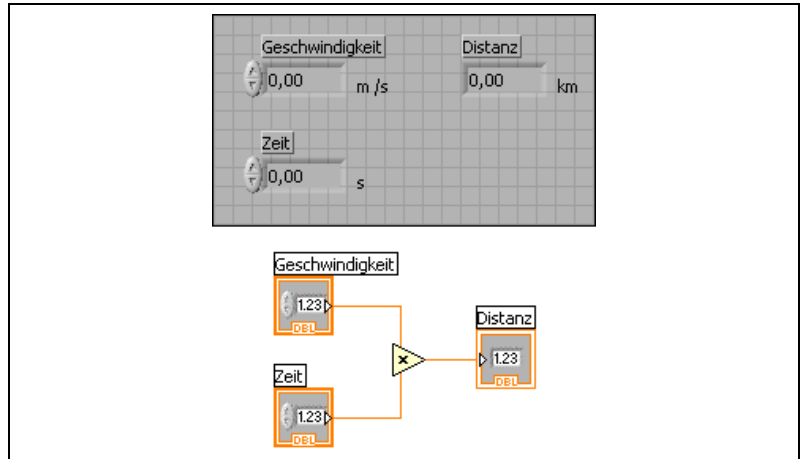 Geschwindigkeit Distanz
0,00 m /s 0,00 km
Zeit
0,00 s
Geschwindigkeit
1.23
DBL
Distanz
×
1.23
DBL
Zeit
1.23
DBL